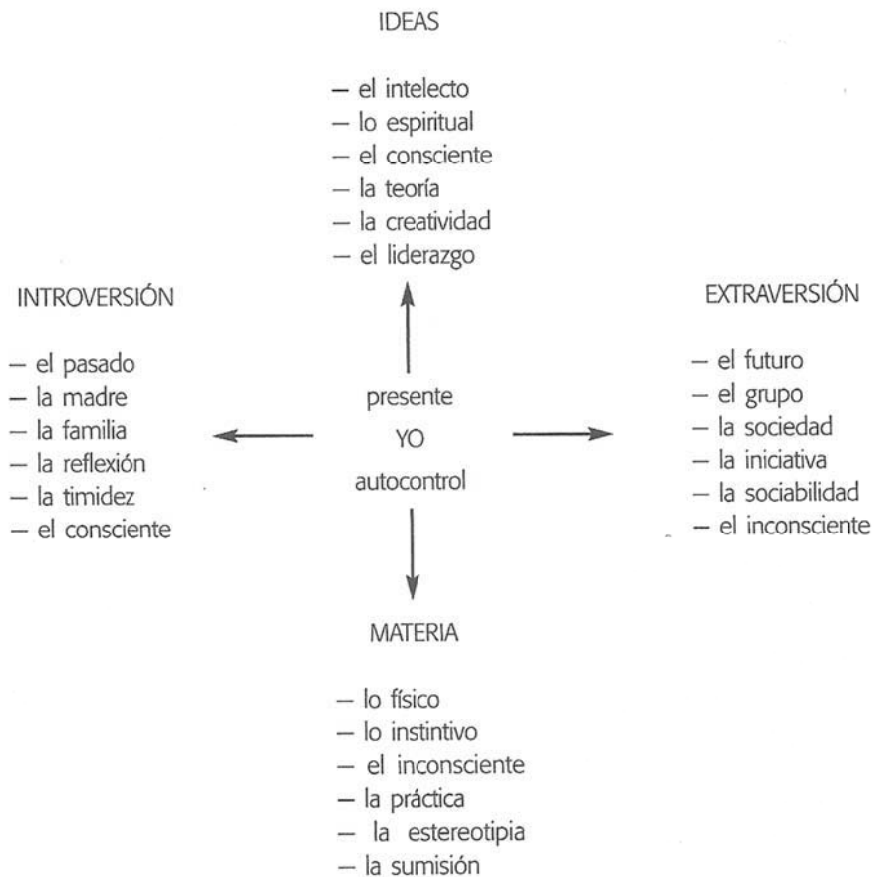 IDEAS
— el intelecto
— lo espiritual
— el consciente
— la teoría
— la creatividad
— el liderazgo
INTROVERSIÓN
— el pasado
— la madre
— la familia
— la reflexión
— la timidez
— el consciente
presente
YO
autocontrol
EXTRAVERSIÓN
— el futuro
— el grupo
— la sociedad
— la iniciativa
— la sociabilidad
— el inconsciente
MATERIA
— lo físico
— lo instintivo
— el inconsciente
— la práctica
— la estereotipia
— la sumisión